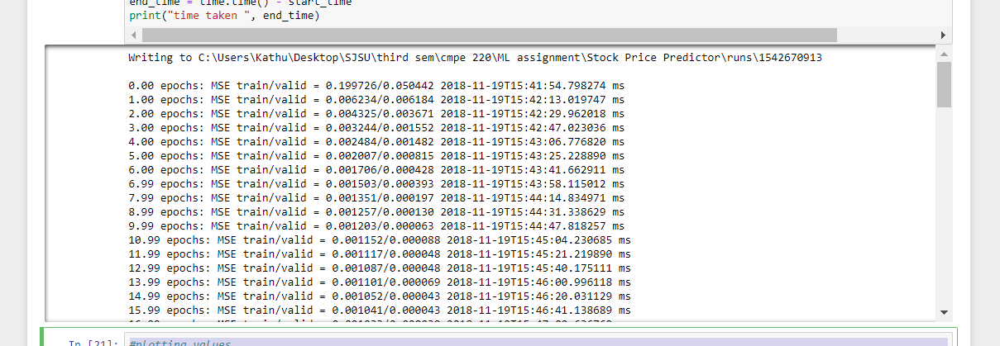 end_time = time.time() - start_time
print("time taken ", end_time)
Writing to C:\Users\Kathu\Desktop\SJSU\third sem\cmpe 220\ML assignment\Stock Price Predictor\runs\1542670913
0.00 epochs: MSE train/valid = 0.199726/0.050442 2018-11-19T15:41:54.798274 ms
1.00 epochs: MSE train/valid = 0.006234/0.006184 2018-11-19T15:42:13.019747 ms
2.00 epochs: MSE train/valid = 0.004325/0.003671 2018-11-19T15:42:29.962018 ms
3.00 epochs: MSE train/valid = 0.003244/0.001552 2018-11-19T15:42:47.023036 ms
4.00 epochs: MSE train/valid = 0.002484/0.001482 2018-11-19T15:43:06.776820 ms
5.00 epochs: MSE train/valid = 0.002007/0.000815 2018-11-19T15:43:25.228890 ms
6.00 epochs: MSE train/valid = 0.001706/0.000428 2018-11-19T15:43:41.662911 ms
6.99 epochs: MSE train/valid = 0.001503/0.000393 2018-11-19T15:43:58.115012 ms
7.99 epochs: MSE train/valid = 0.001351/0.000197 2018-11-19T15:44:14.834971 ms
8.99 epochs: MSE train/valid = 0.001257/0.000130 2018-11-19T15:44:31.338629 ms
9.99 epochs: MSE train/valid = 0.001203/0.000063 2018-11-19T15:44:47.818257 ms
10.99 epochs: MSE train/valid = 0.001152/0.000088 2018-11-19T15:45:04.230685 ms
11.99 epochs: MSE train/valid = 0.001117/0.000048 2018-11-19T15:45:21.219890 ms
12.99 epochs: MSE train/valid = 0.001087/0.000048 2018-11-19T15:45:40.175111 ms
13.99 epochs: MSE train/valid = 0.001101/0.000069 2018-11-19T15:46:00.996118 ms
14.99 epochs: MSE train/valid = 0.001052/0.000043 2018-11-19T15:46:20.031129 ms
15.99 epochs: MSE train/valid = 0.001041/0.000043 2018-11-19T15:46:41.138689 ms
In [21]: #plotting values